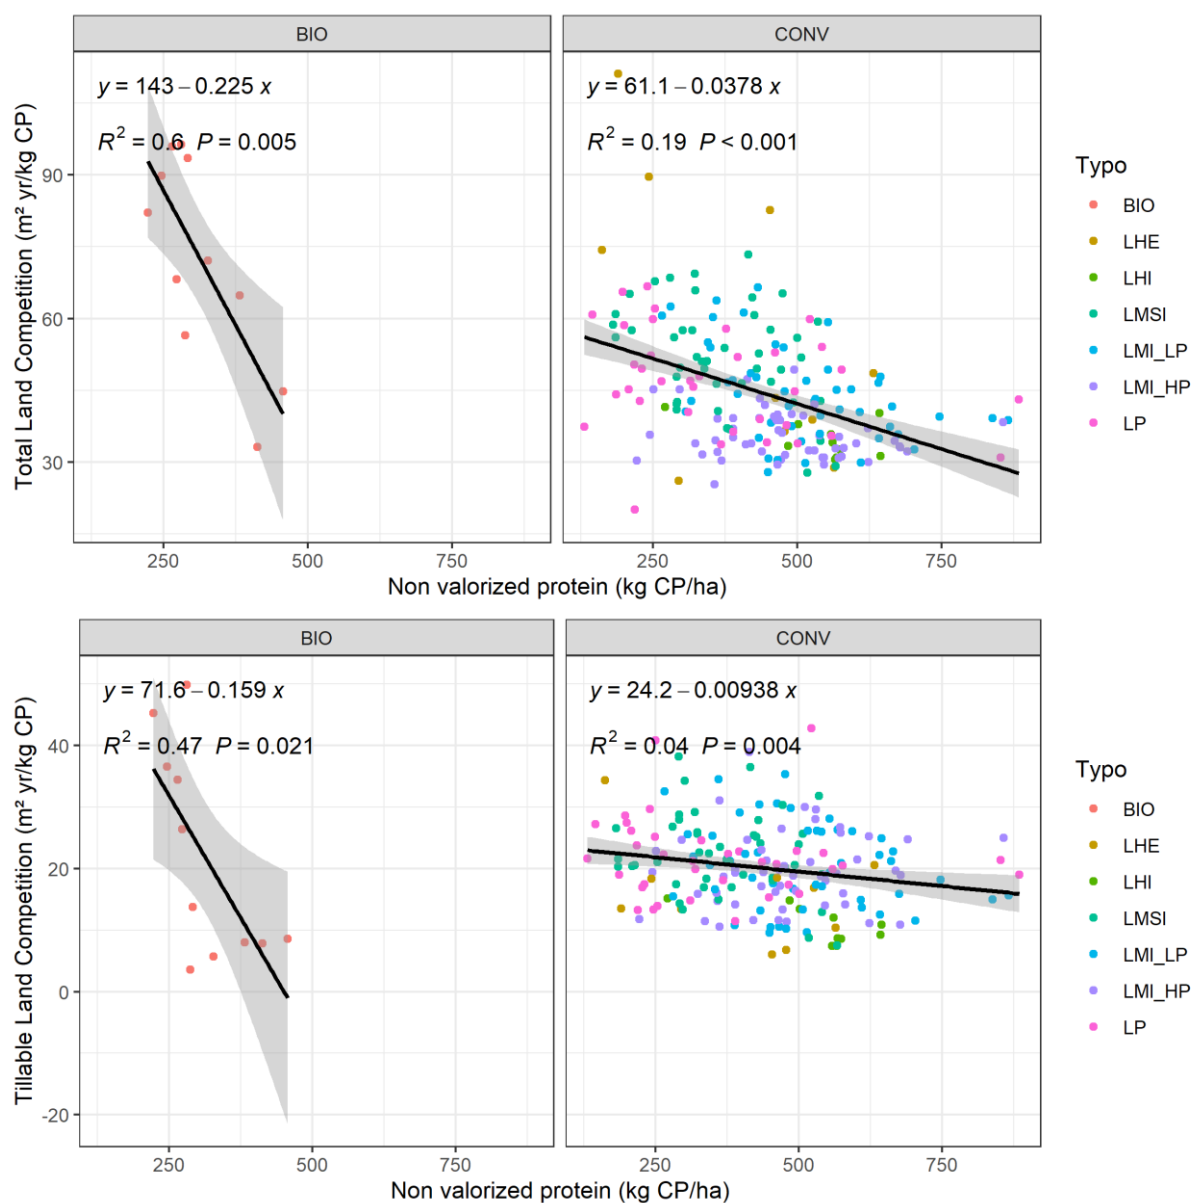 BIO
CONV
y = 143 – 0.225 x
R² = 0.6 P = 0.005
y = 61.1 – 0.0378 x
R² = 0.19 P < 0.001
Total Land Competition (m² yr/kg CP)
90
60
30
250
500
750
250
500
750
Non valorized protein (kg CP/ha)
Typo
BIO
LHE
LHI
LMSI
LMI_LP
LMI_HP
LP
BIO
CONV
y = 71.6 – 0.159 x
R² = 0.47 P = 0.021
y = 24.2 – 0.00938 x
R² = 0.04 P = 0.004
Tillable Land Competition (m² yr/kg CP)
40
20
0
-20
250
500
750
250
500
750
Non valorized protein (kg CP/ha)
Typo
BIO
LHE
LHI
LMSI
LMI_LP
LMI_HP
LP